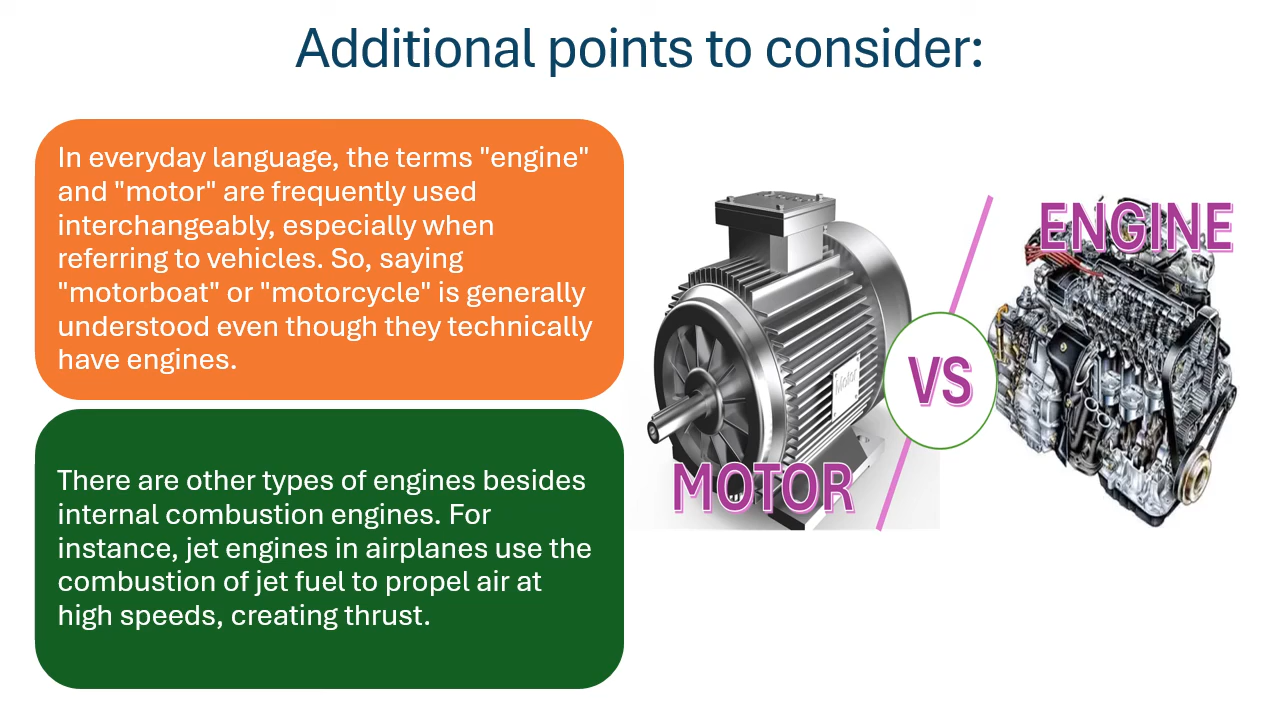 Additional points to consider:
In everyday language, the terms "engine"
and "motor" are frequently used
interchangeably, especially when
referring to vehicles. So, saying
"motorboat" or "motorcycle" is generally
understood even though they technically
have engines.
There are other types of engines besides
internal combustion engines. For
instance, jet engines in airplanes use the
combustion of jet fuel to propel air at
high speeds, creating thrust.
ENGINE
VS
Motor
MOTOR